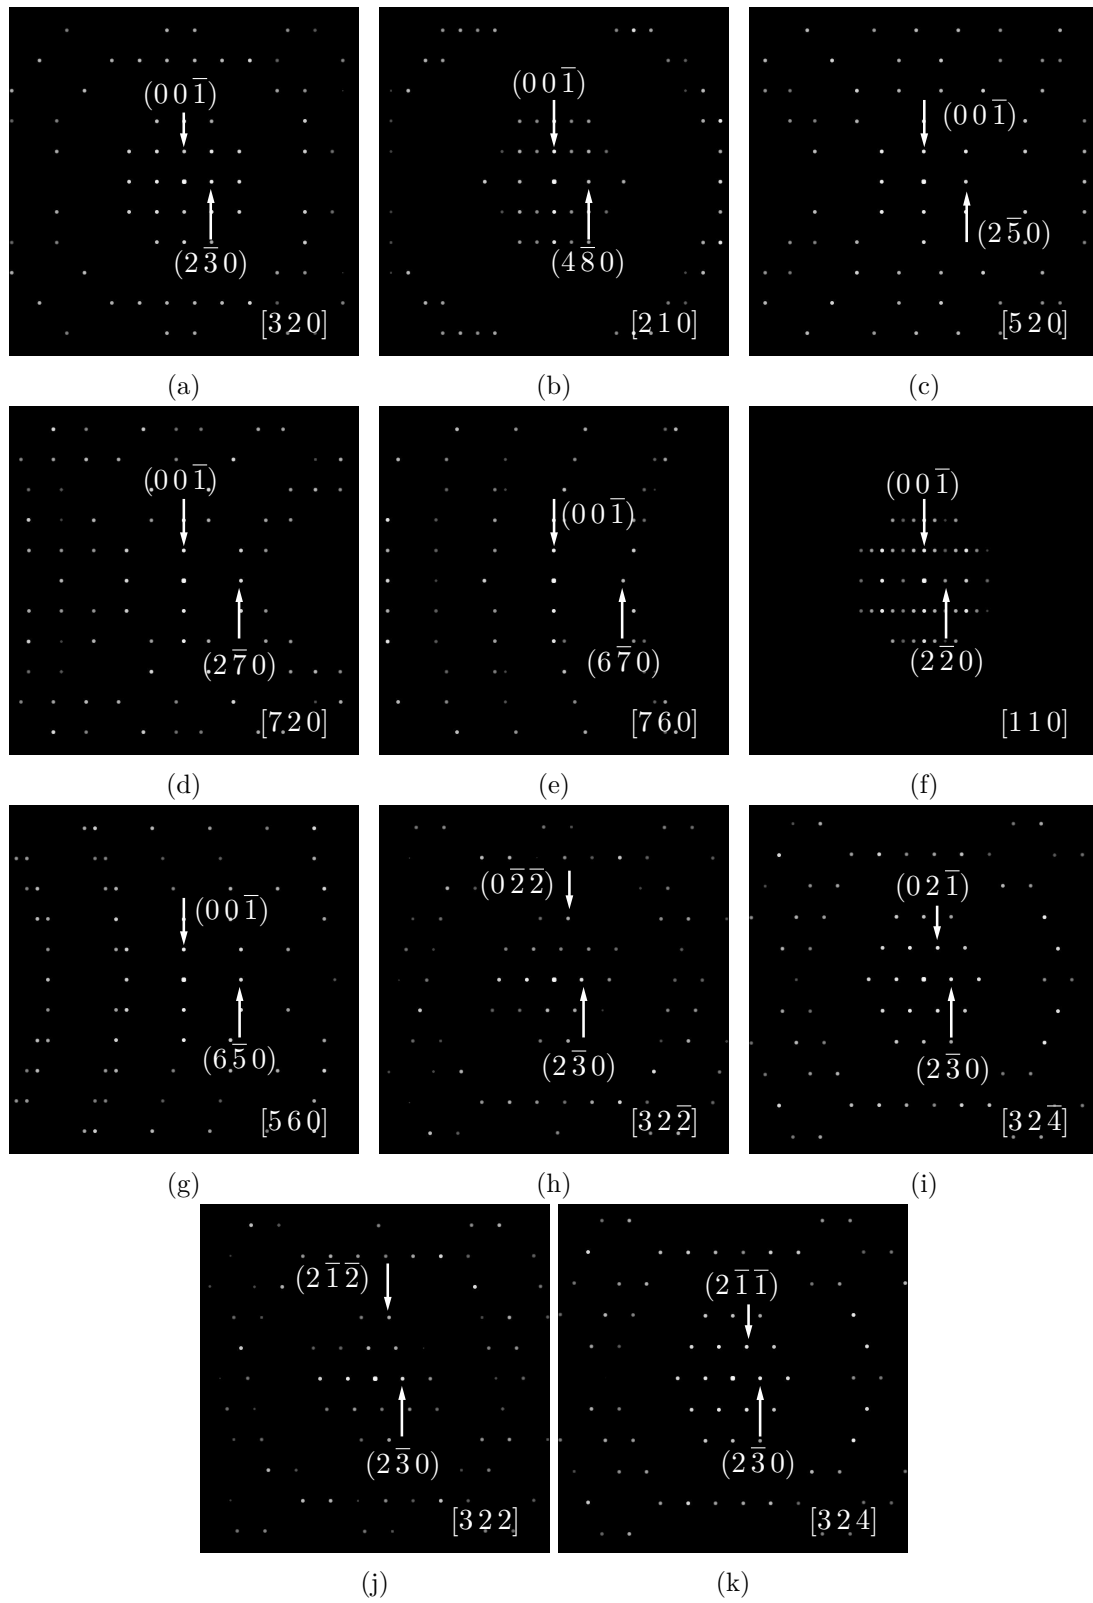 (0 0 1̅) (0 0 1̅) (0 0 1̅)
(2 3̅ 0) (4 8̅ 0) (2 5̅ 0)
[3 2 0] [2 1 0] [5 2 0]
(a) (b) (c)
(0 0 1̅) (0 0 1̅) (0 0 1̅)
(2 7̅ 0) (6 7̅ 0) (2 2̅ 0)
[7 2 0] [7 6 0] [1 1 0]
(d) (e) (f)
(0 0 1̅) (0 2̅ 2̅) (0 2 1̅)
(6 5̅ 0) (2 3̅ 0) (2 3̅ 0)
[5 6 0] [3 2 2̅] [3 2 4̅]
(g) (h) (i)
(2 1̅ 2̅) (2 1̅ 1̅)
(2 3̅ 0) (2 3̅ 0)
[3 2 2] [3 2 4]
(j) (k)